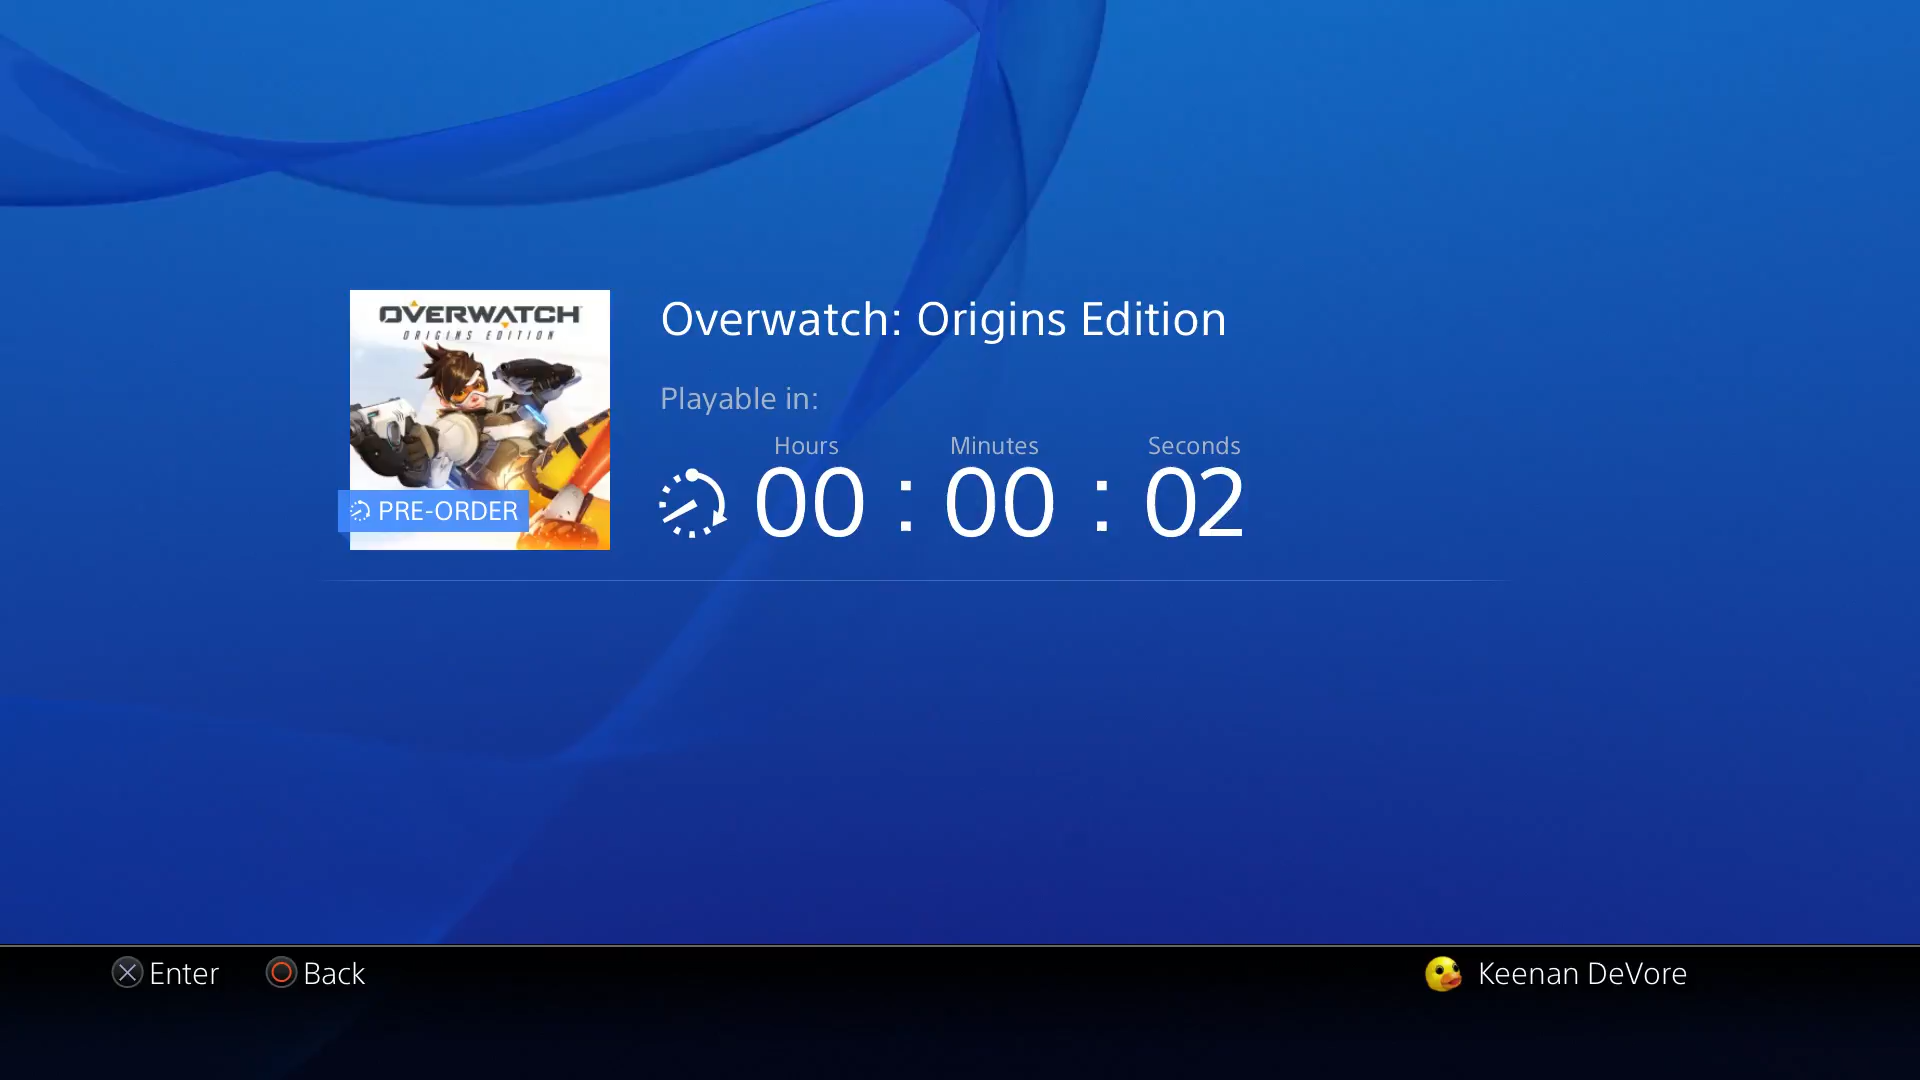 OVERWATCH
ORIGINS EDITION
PRE-ORDER
Overwatch: Origins Edition
Playable in:
Hours Minutes Seconds
00 : 00 : 02
Enter Back Keenan DeVore